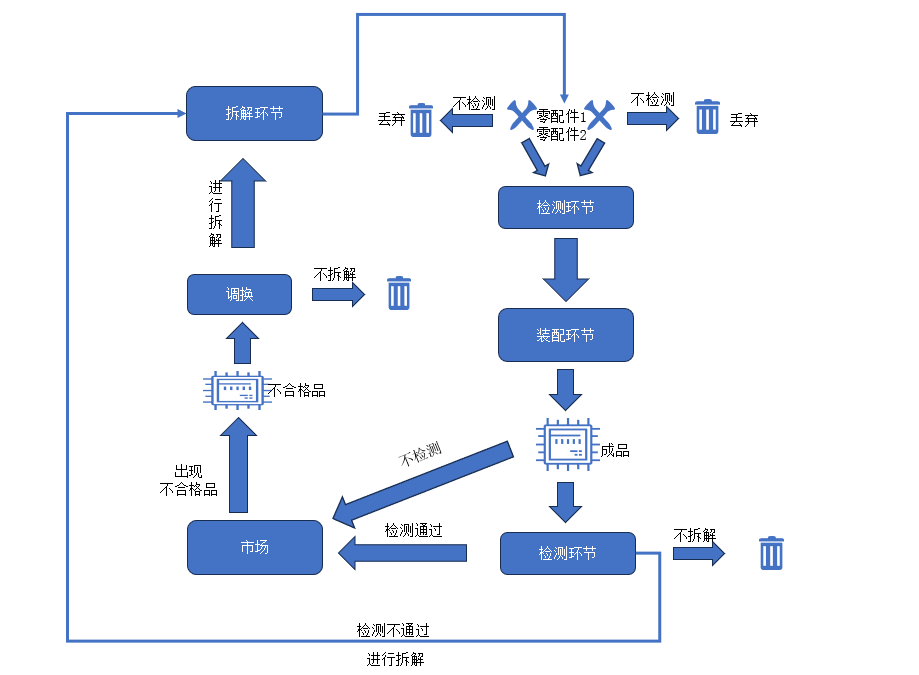 拆解环节
丢弃
不检测
零配件1
零配件2
不检测
丢弃
检测环节
进
行
拆
解
调换
不拆解
装配环节
不合格品
不检测
成品
出现
不合格品
市场
检测通过
检测环节
不拆解
检测不通过
进行拆解